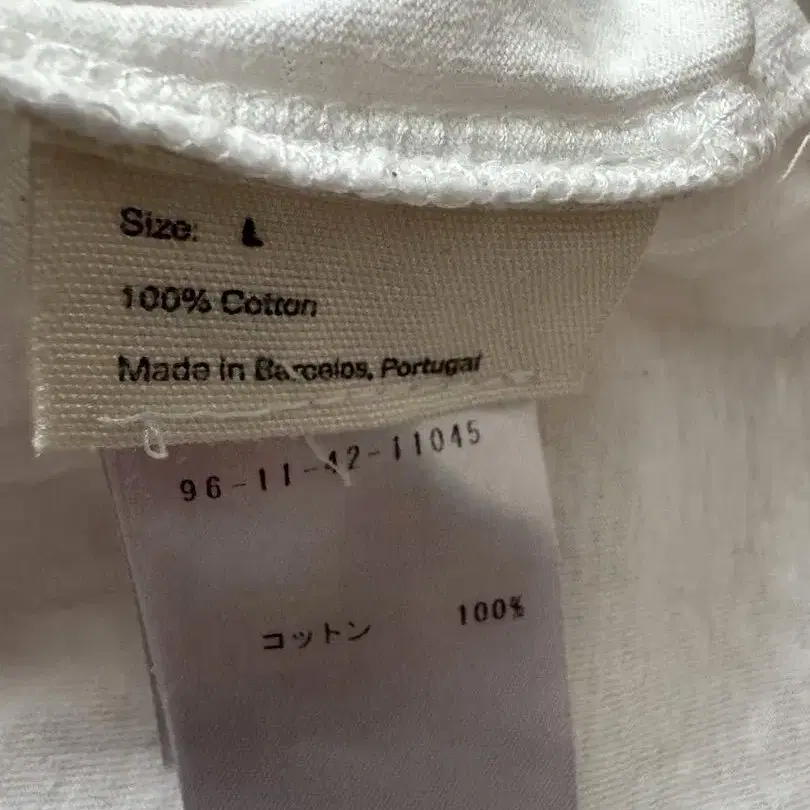 Size: L
100% Cotton
Made in Barcelos, Portugal
96-11-42-11045
コットン 100%